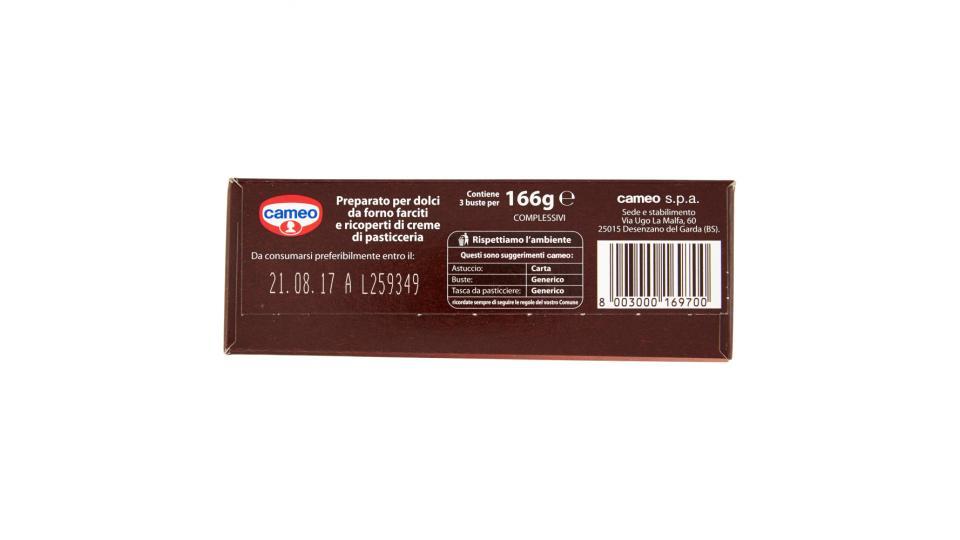 cameo
Preparato per dolci
da forno farciti
e ricoperti di creme
di pasticceria
Da consumarsi preferibilmente entro il:
21.08.17 A L259349
Contiene
3 buste per 166g ℮
COMPLESSIVI
Rispettiamo l'ambiente
Questi sono suggerimenti cameo:
Astuccio: Carta
Buste: Generico
Tasca da pasticciere: Generico
ricordate sempre di seguire le regole del vostro Comune
cameo s.p.a.
Sede e stabilimento
Via Ugo La Malfa, 60
25015 Desenzano del Garda (BS).
8 003000 169700